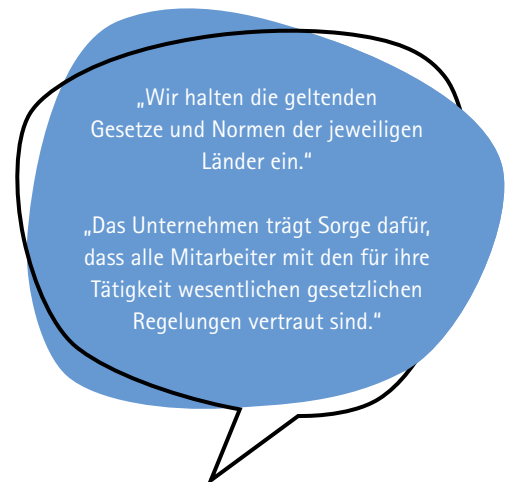 „Wir halten die geltenden
Gesetze und Normen der jeweiligen
Länder ein.“
„Das Unternehmen trägt Sorge dafür,
dass alle Mitarbeiter mit den für ihre
Tätigkeit wesentlichen gesetzlichen
Regelungen vertraut sind.“